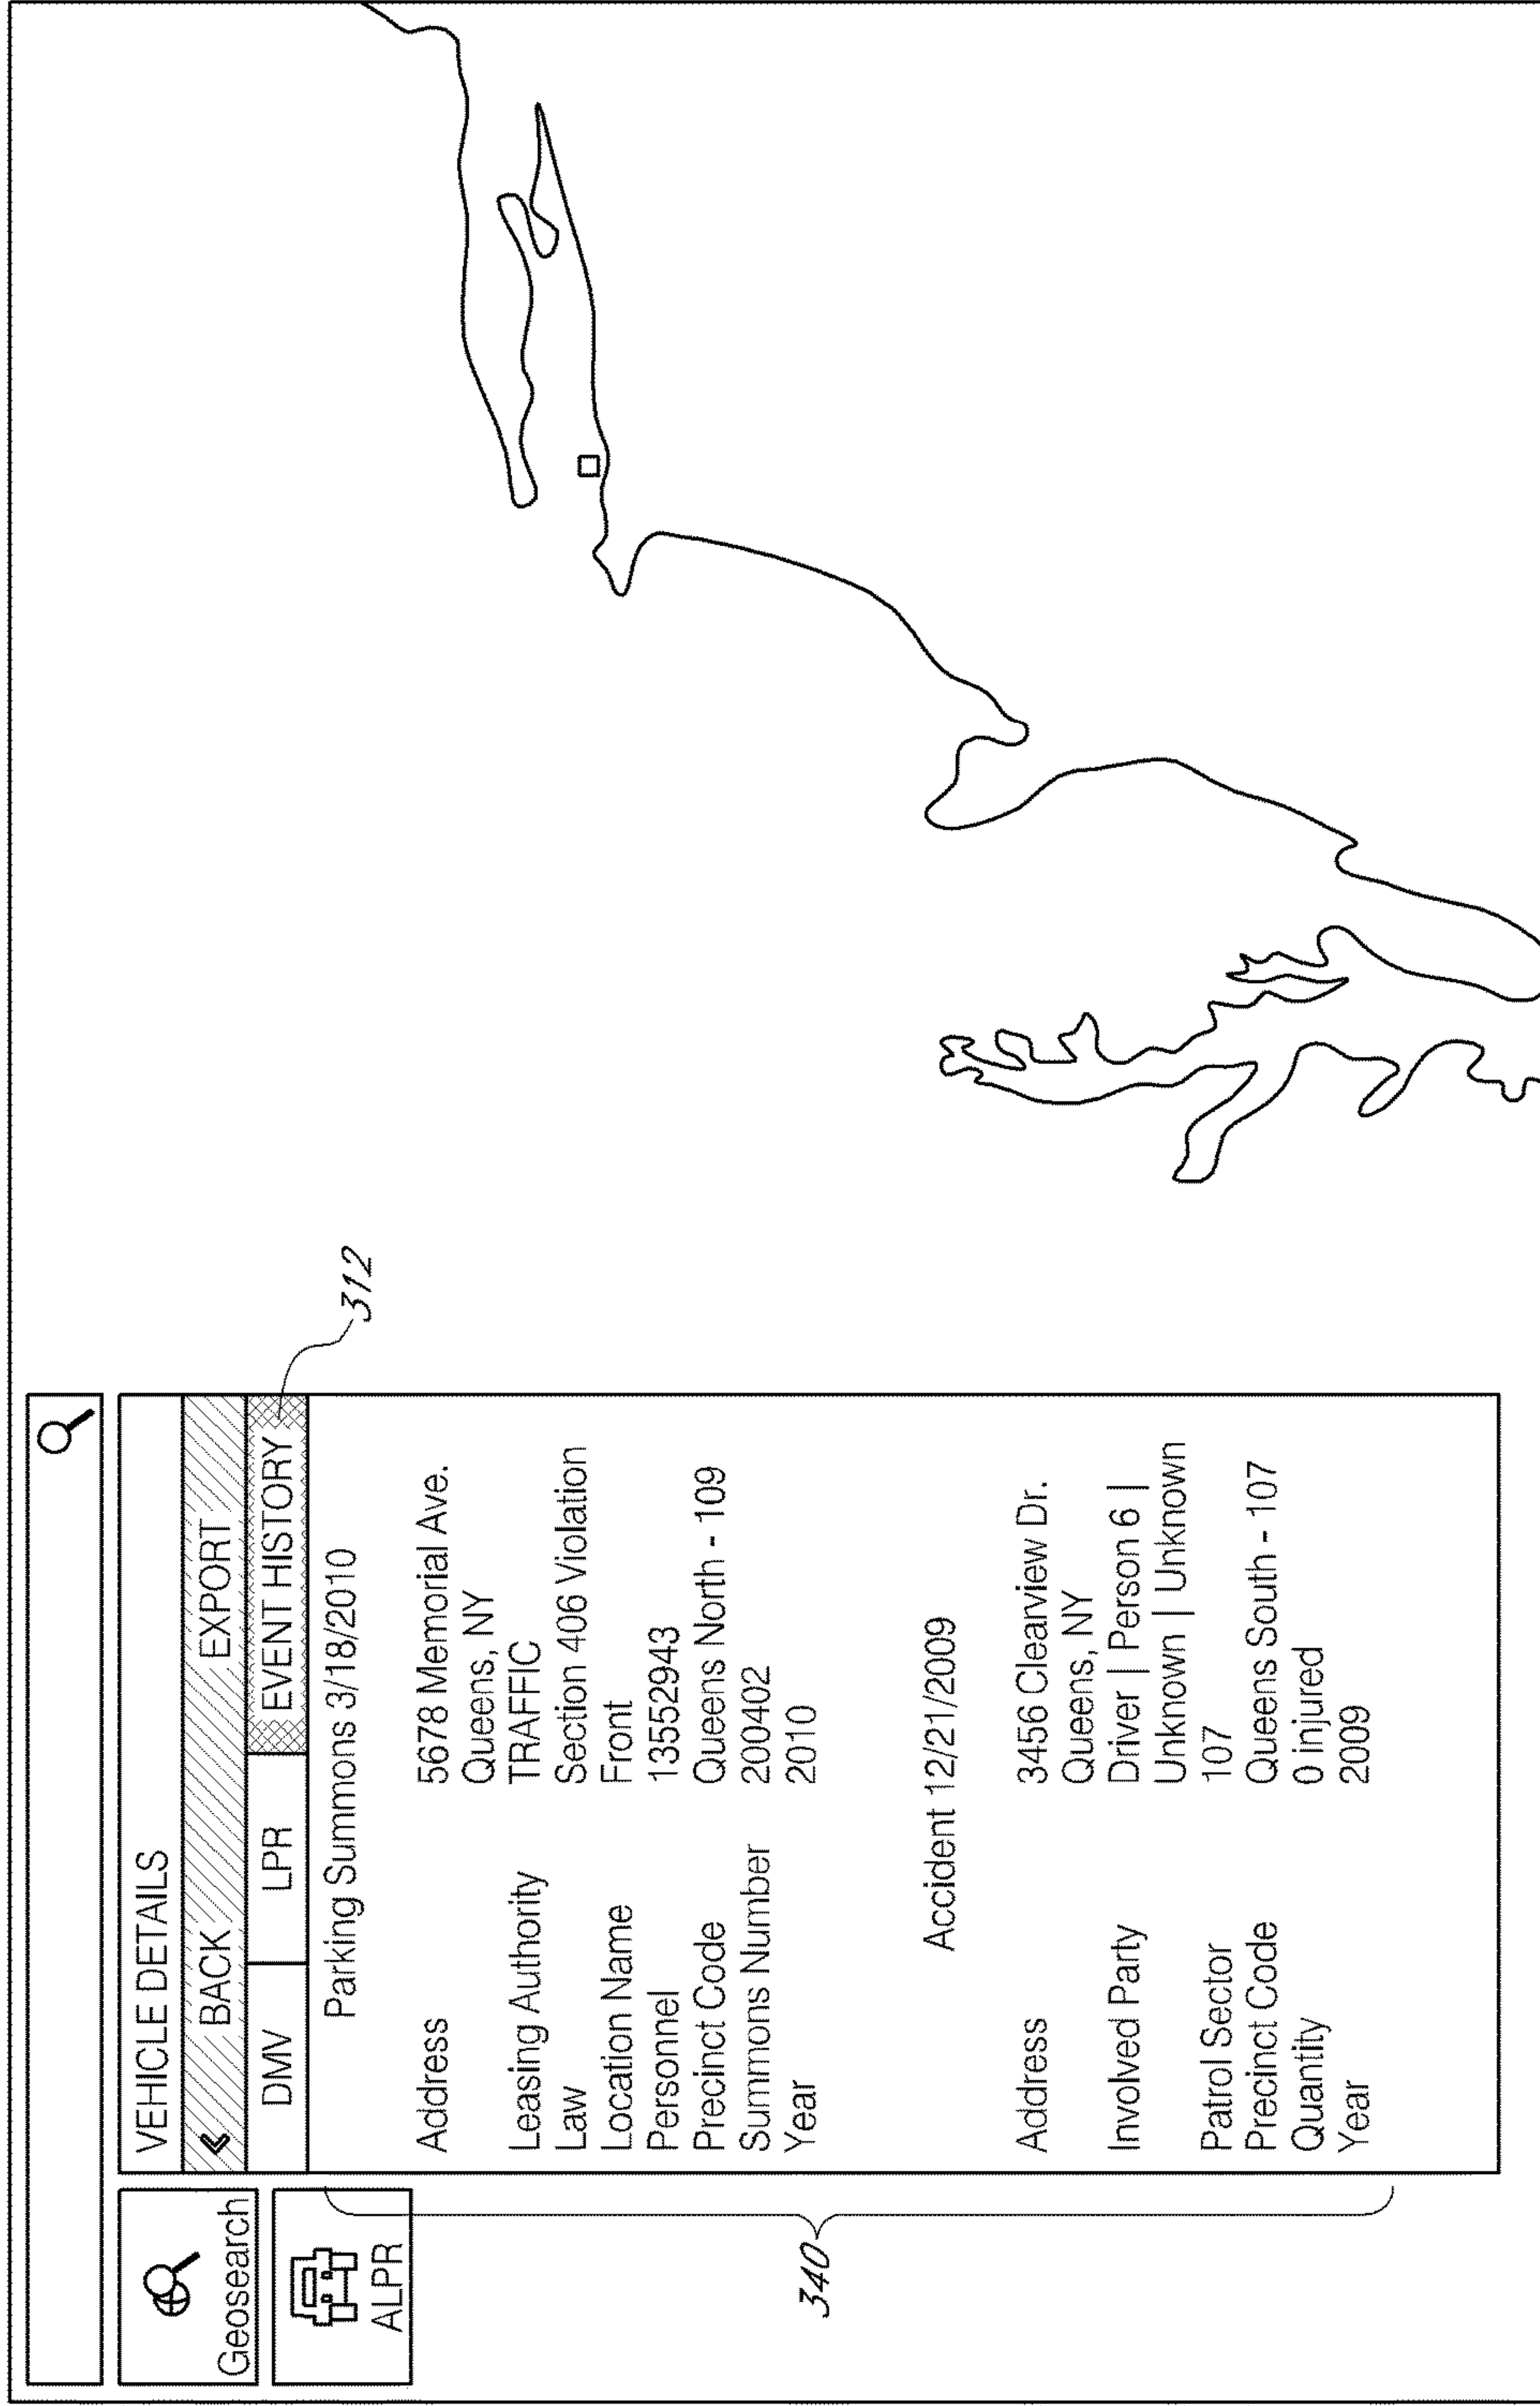 Geosearch
ALPR
VEHICLE DETAILS
BACK EXPORT
DMV LPR EVENT HISTORY
312
Parking Summons 3/18/2010
Address 5678 Memorial Ave.
Queens, NY
Leasing Authority TRAFFIC
Law Section 406 Violation
Location Name Front
Personnel 13552943
Precinct Code Queens North - 109
Summons Number 200402
Year 2010
340
Accident 12/21/2009
Address 3456 Clearview Dr.
Queens, NY
Involved Party Driver | Person 6 |
Unknown | Unknown
Patrol Sector 107
Precinct Code Queens South - 107
Quantity 0 injured
Year 2009